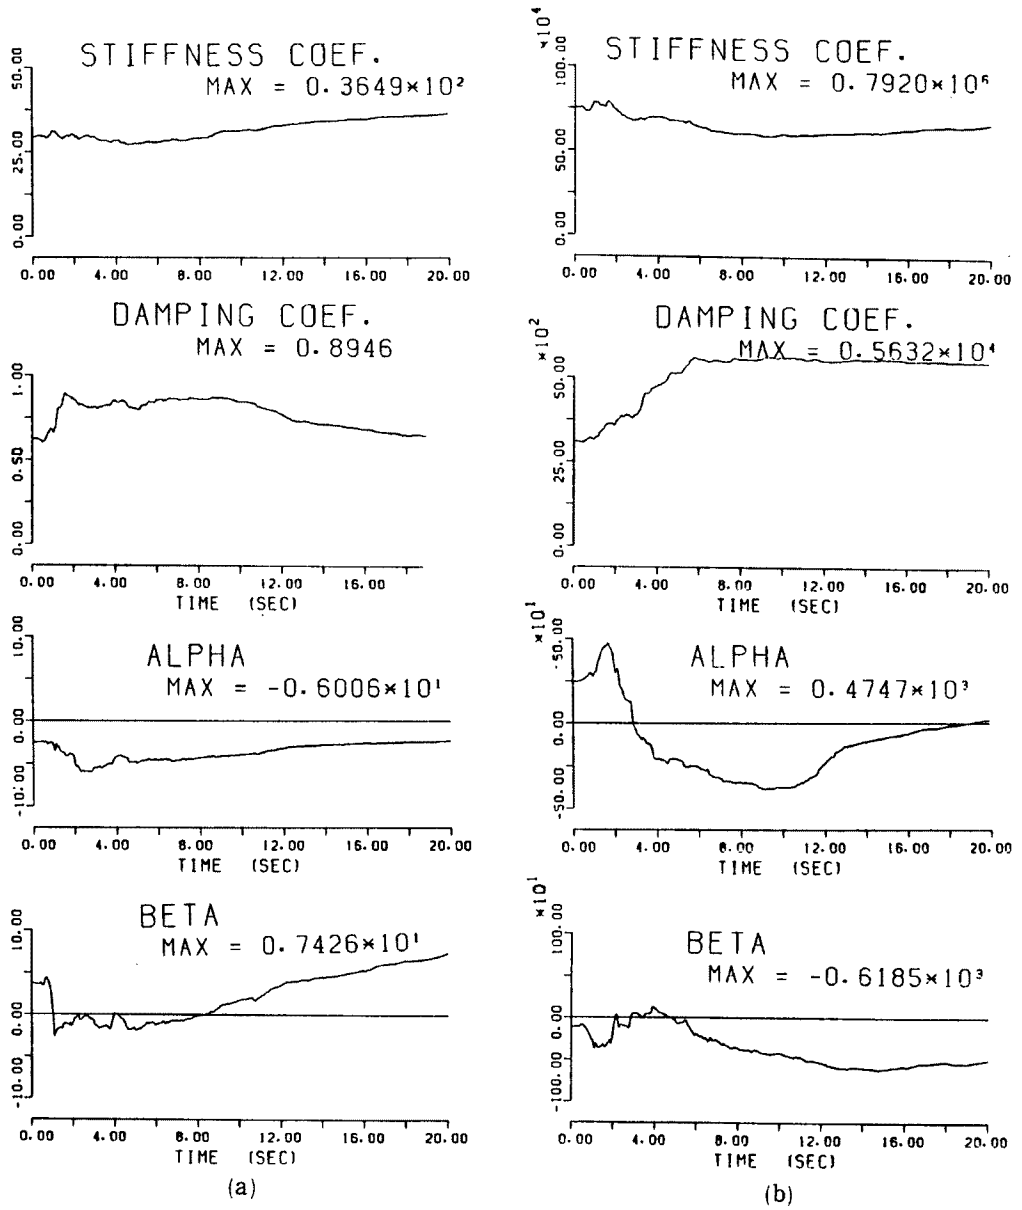 STIFFNESS COEF.
MAX = 0.3649×10²
50.00
25.00
0.00
0.00 4.00 8.00 12.00 16.00 20.00
DAMPING COEF.
MAX = 0.8946
1.00
0.50
0.00
0.00 4.00 8.00 12.00 16.00
TIME (SEC)
ALPHA
MAX = -0.6006×10¹
10.00
0.00
-10.00
0.00 4.00 8.00 12.00 16.00 20.00
TIME (SEC)
BETA
MAX = 0.7426×10¹
10.00
0.00
-10.00
0.00 4.00 8.00 12.00 16.00 20.00
TIME (SEC)
(a)
×10⁴
STIFFNESS COEF.
MAX = 0.7920×10⁶
100.00
50.00
0.00
0.00 4.00 8.00 12.00 16.00 20.00
×10²
DAMPING COEF.
MAX = 0.5632×10⁴
50.00
25.00
0.00
0.00 4.00 8.00 12.00 16.00 20.00
TIME (SEC)
×10¹
ALPHA
MAX = 0.4747×10³
50.00
0.00
-50.00
0.00 4.00 8.00 12.00 16.00 20.00
TIME (SEC)
×10¹
BETA
MAX = -0.6185×10³
100.00
0.00
-100.00
0.00 4.00 8.00 12.00 16.00 20.00
TIME (SEC)
(b)